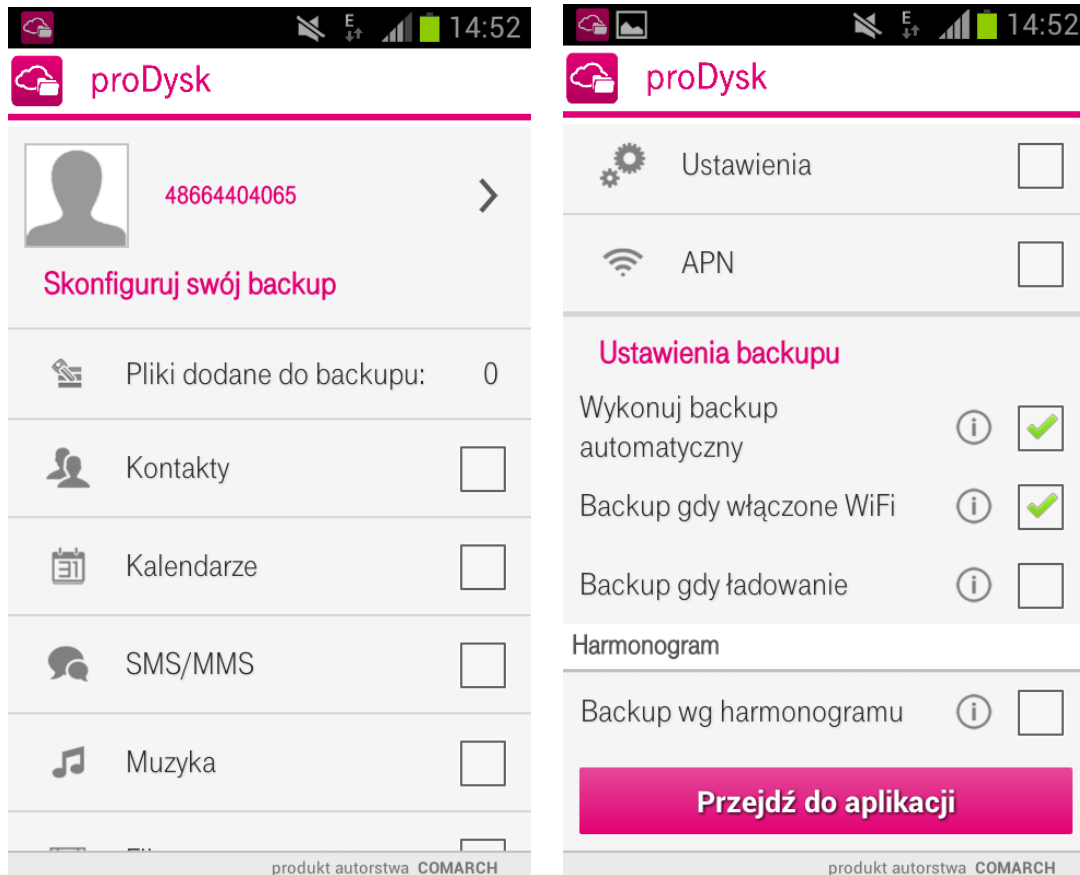 E
14:52
proDysk
48664404065
Skonfiguruj swój backup
Pliki dodane do backupu: 0
31
Kontakty
Kalendarze
SMS/MMS
Muzyka
produkt autorstwa COMARCH
E
14:52
proDysk
Ustawienia
APN
Ustawienia backupu
Wykonuj backup
automatyczny
Backup gdy włączone WiFi
Backup gdy ładowanie
Harmonogram
Backup wg harmonogramu
Przejdź do aplikacji
produkt autorstwa COMARCH